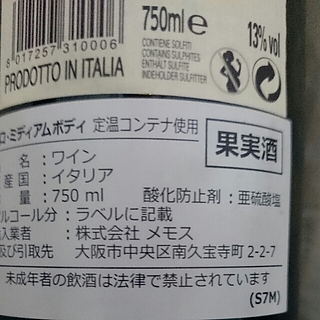 8 017257 310006
PRODOTTO IN ITALIA
750ml e
13% vol
CONTIENE SOLFITI
CONTAINS SULPHITES
ENTHÄLT SULFITE
INDEHOLDER SULFITTER
ロ・ミディアムボディ 定温コンテナ使用
果実酒
名 : ワイン
産国 : イタリア
量 : 750 ml 酸化防止剤 : 亜硫酸塩
ルコール分 : ラベルに記載
輸入業者 : 株式会社 メモス
及び引取先 大阪市中央区南久宝寺町 2-2-7
未成年者の飲酒は法律で禁止されています
(S7M)